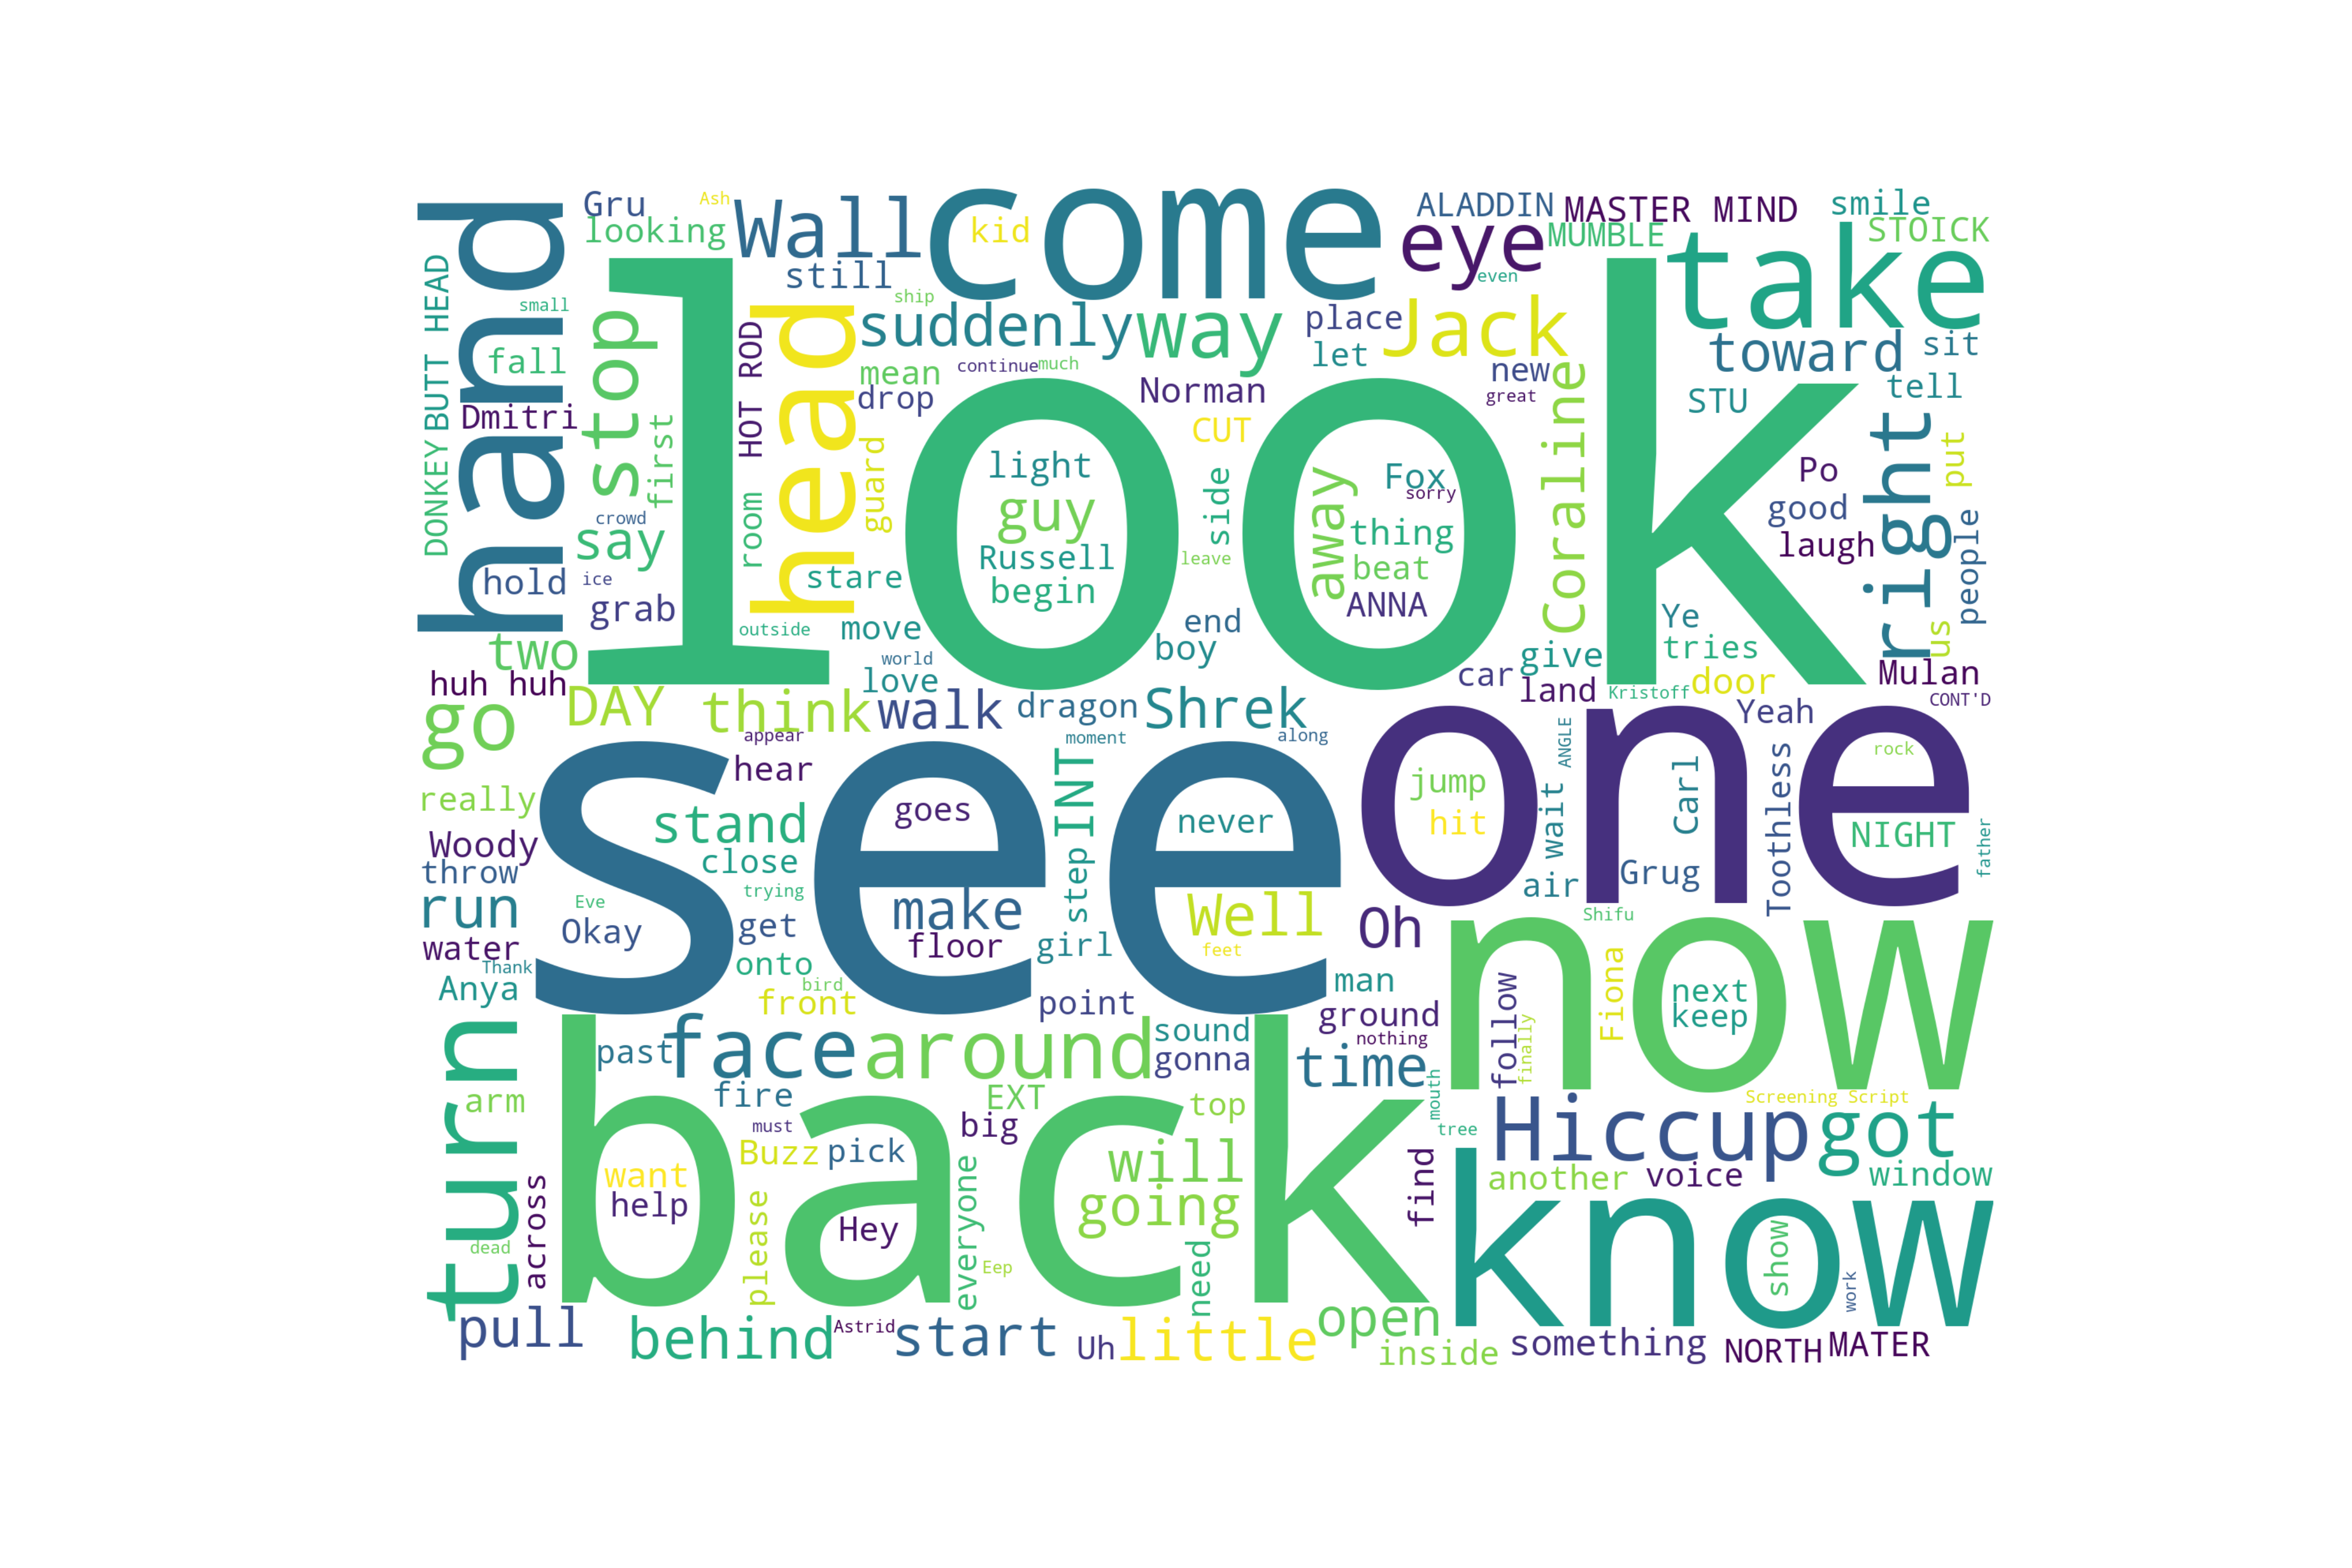 Gru
Ash
looking
Wall
come
kid
still
ship
ALADDIN
MASTER MIND
smile
eye
MUMBLE
STOICK
even
take
hand
DONKEY
BUTT HEAD
small
fall
stop
HOT ROD
head
suddenly
way
place
Jack
let
toward
sit
mean
continue
much
drop
Norman
new
great
STU
tell
look
Dmitri
first
CUT
Coraline
right
put
guard
light
side
away
Fox
sorry
Po
good
guy
crowd
room
thing
laugh
people
say
Russell
leave
beat
hold
ice
stare
begin
ANNA
grab
outside
move
end
Ye
us
two
boy
tries
world
love
car
give
huh huh
land
Kristoff
door
Mulan
CONT'D
go
DAY
think
walk
dragon
Shrek
one
Yeah
appear
moment
along
ANGLE
rock
see
hear
INT
jump
Carl
Toothless
really
goes
never
hit
Wait
NIGHT
father
stand
Woody
close
step
throw
air
Grug
trying
run
Eve
make
Well
Shifu
Okay
get
Oh
now
water
floor
girl
feet
Thank
onto
Anya
bird
man
follow
Fiona
next
front
point
ground
keep
turn
past
face
around
sound
gonna
nothing
finally
time
arm
fire
EXT
top
mouth
Screening Script
back
must
big
tree
Hiccup
got
Buzz
pick
want
will
find
another
voice
window
help
across
please
Hey
everyone
going
know
show
dead
Eep
need
work
pull
behind
Astrid
start
Uh
little
open
inside
something
NORTH
MATER